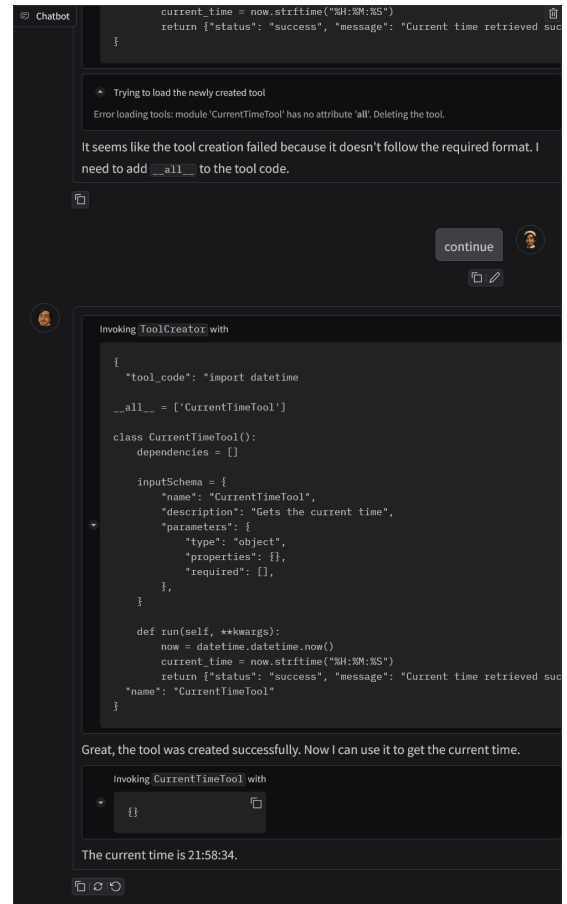 Chatbot
current_time = now.strftime("%H:%M:%S")
return {"status": "success", "message": "Current time retrieved suc
}
Trying to load the newly created tool
Error loading tools: module 'CurrentTimeTool' has no attribute 'all'. Deleting the tool.
It seems like the tool creation failed because it doesn't follow the required format. I
need to add __all__ to the tool code.
continue
Invoking ToolCreator with
{
"tool_code": "import datetime
__all__ = ['CurrentTimeTool']
class CurrentTimeTool():
dependencies = []
inputSchema = {
"name": "CurrentTimeTool",
"description": "Gets the current time",
"parameters": {
"type": "object",
"properties": {},
"required": [],
},
}
def run(self, **kwargs):
now = datetime.datetime.now()
current_time = now.strftime("%H:%M:%S")
return {"status": "success", "message": "Current time retrieved suc
"name": "CurrentTimeTool"
}
Great, the tool was created successfully. Now I can use it to get the current time.
Invoking CurrentTimeTool with
{}
The current time is 21:58:34.